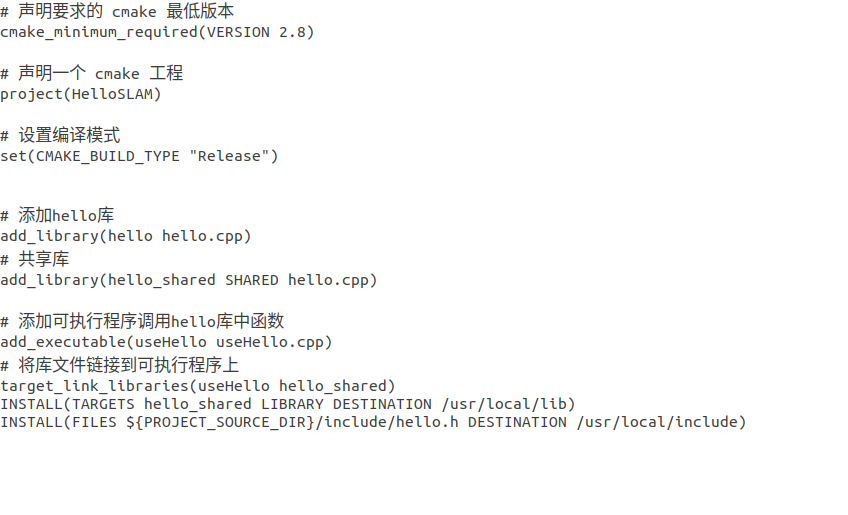 # 声明要求的 cmake 最低版本
cmake_minimum_required(VERSION 2.8)
# 声明一个 cmake 工程
project(HelloSLAM)
# 设置编译模式
set(CMAKE_BUILD_TYPE "Release")
# 添加hello库
add_library(hello hello.cpp)
# 共享库
add_library(hello_shared SHARED hello.cpp)
# 添加可执行程序调用hello库中函数
add_executable(useHello useHello.cpp)
# 将库文件链接到可执行程序上
target_link_libraries(useHello hello_shared)
INSTALL(TARGETS hello_shared LIBRARY DESTINATION /usr/local/lib)
INSTALL(FILES ${PROJECT_SOURCE_DIR}/include/hello.h DESTINATION /usr/local/include)